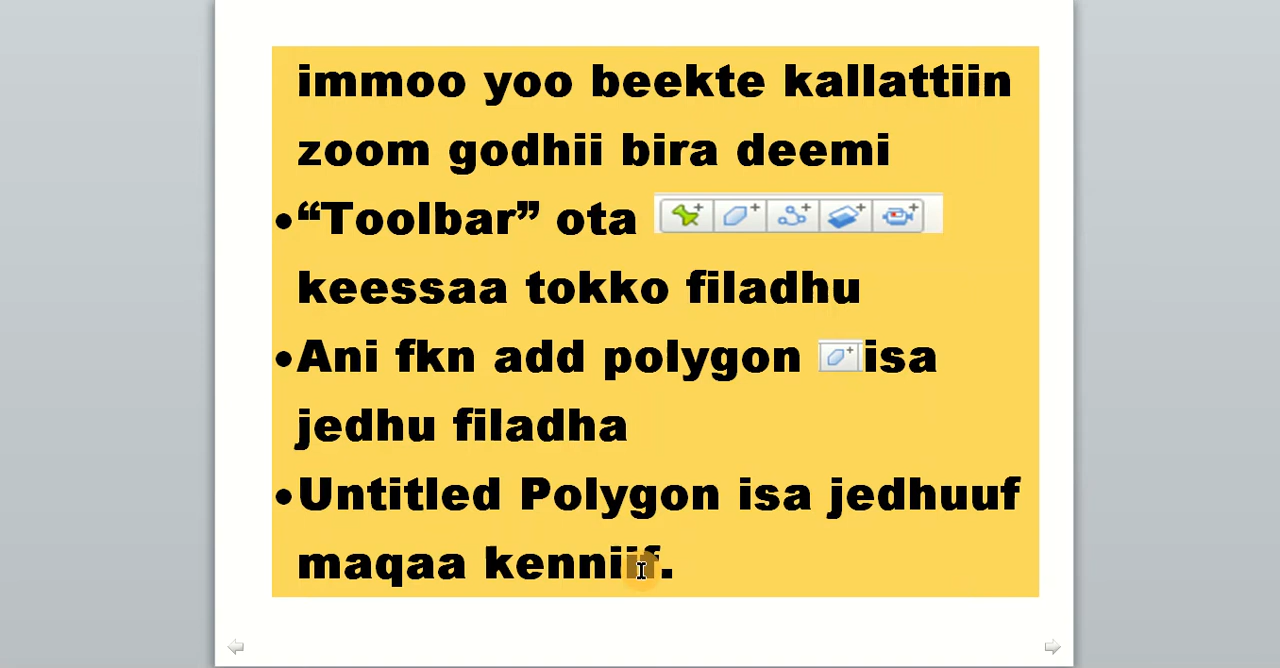 immoo yoo beekte kallattiin
zoom godhii bira deemi
•“Toolbar” ota
keessaa tokko filadhu
•Ani fkn add polygon isa
jedhu filadha
•Untitled Polygon isa jedhuuf
maqaa kenniif.